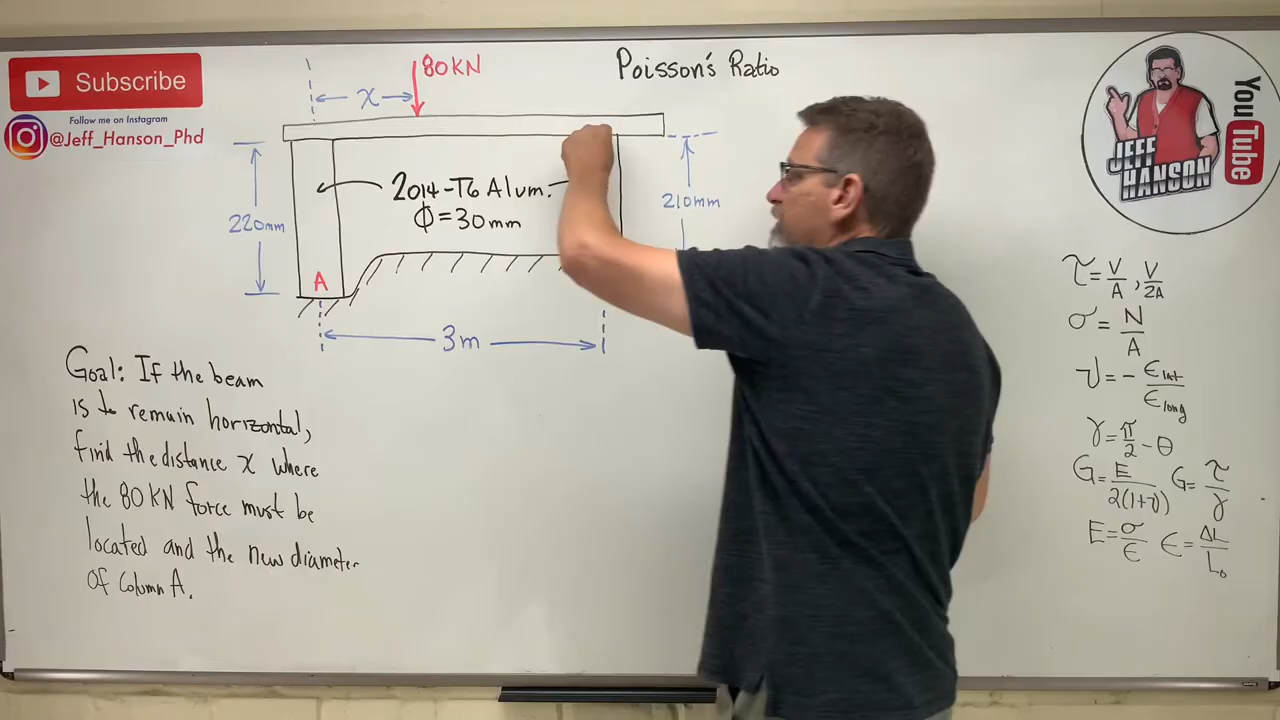 Subscribe
Follow me on Instagram
@Jeff_Hanson_Phd
80KN
x
Poisson's Ratio
YouTube
JEFF
HANSON
220mm
2014-T6 Alum.
Φ=30mm
210mm
A
3m
Goal: If the beam
is to remain horizontal,
find the distance x where
the 80KN force must be
located and the new diameter
of column A.
τ=V/A, V/2A
σ=N/A
ν=-ϵlat/ϵlong
γ=π/2-θ
G=E/2(1+ν) G=τ/γ
E=σ/ϵ ϵ=ΔL/L₀